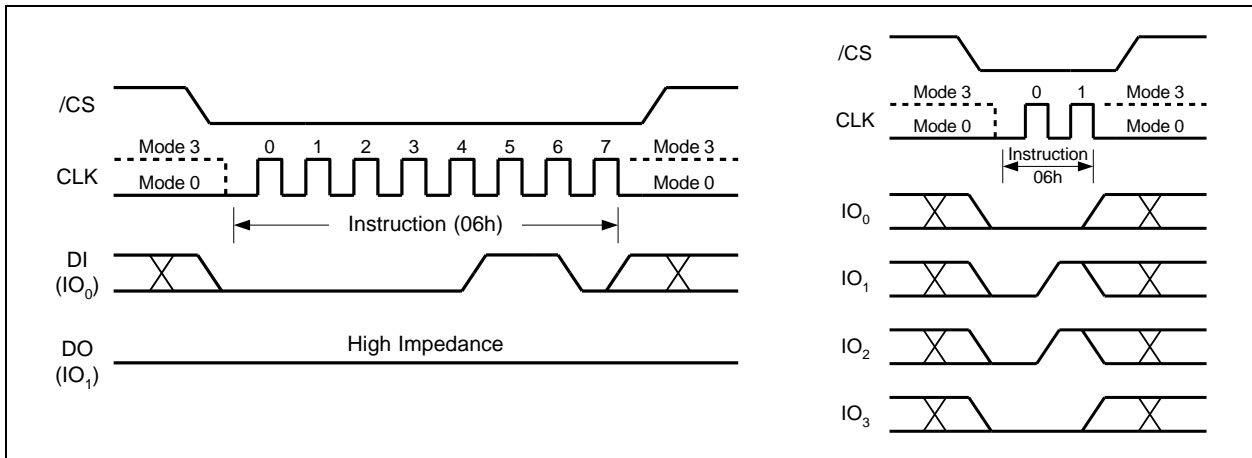 /CS
Mode 3 0 1 2 3 4 5 6 7 Mode 3
CLK
Mode 0 Mode 0
Instruction (06h)
DI
(IO0)
High Impedance
DO
(IO1)
/CS
Mode 3 0 1 Mode 3
CLK
Mode 0 Mode 0
Instruction
06h
IO0
IO1
IO2
IO3